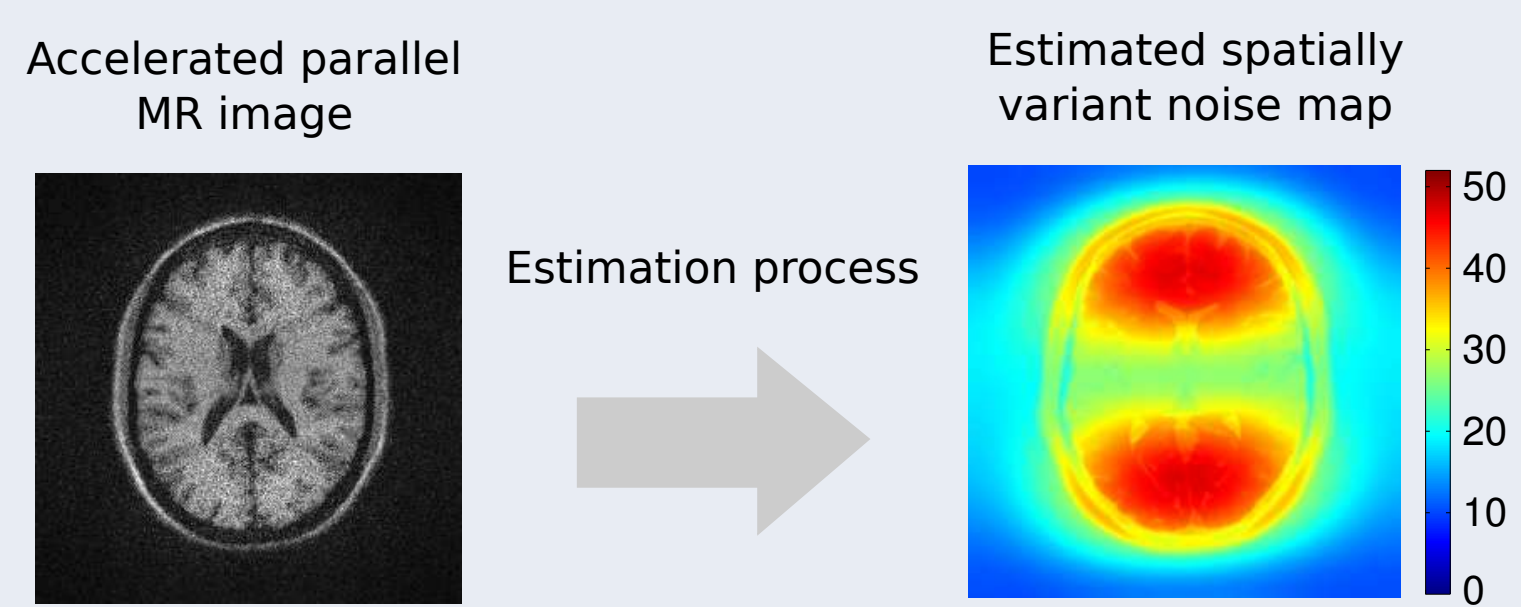 Accelerated parallel
MR image
Estimation process
Estimated spatially
variant noise map
50
40
30
20
10
0